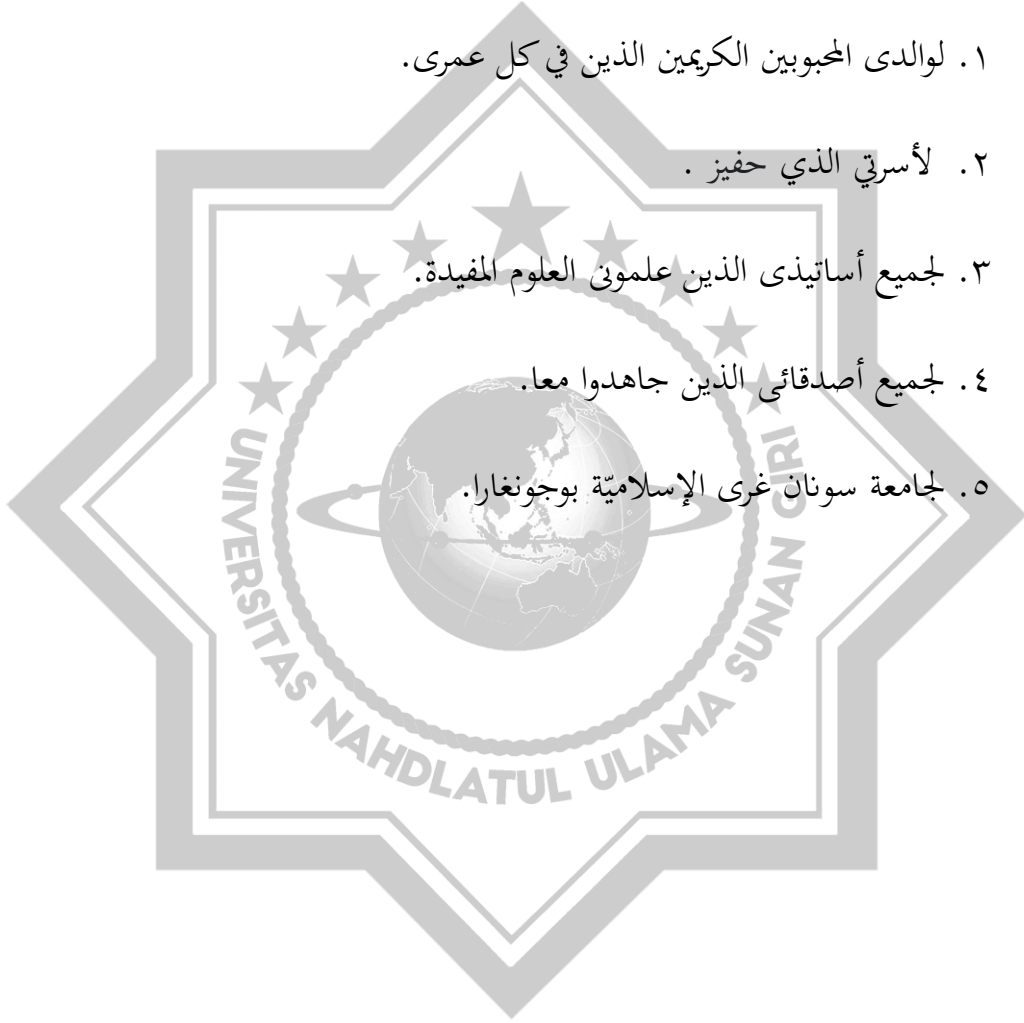 ١. لوالدى المحبوبين الكريمين الذين في كل عمرى.
٢. لأسرتي الذي حفيز .
٣. لجميع أساتيذى الذين علمونى العلوم المفيدة.
٤. لجميع أصدقائى الذين جاهدوا معا.
٥. لجامعة سونان غرى الإسلاميّة بوجونغارا.
UNIVERSITAS NAHDLATUL ULAMA SUNAN GIRI